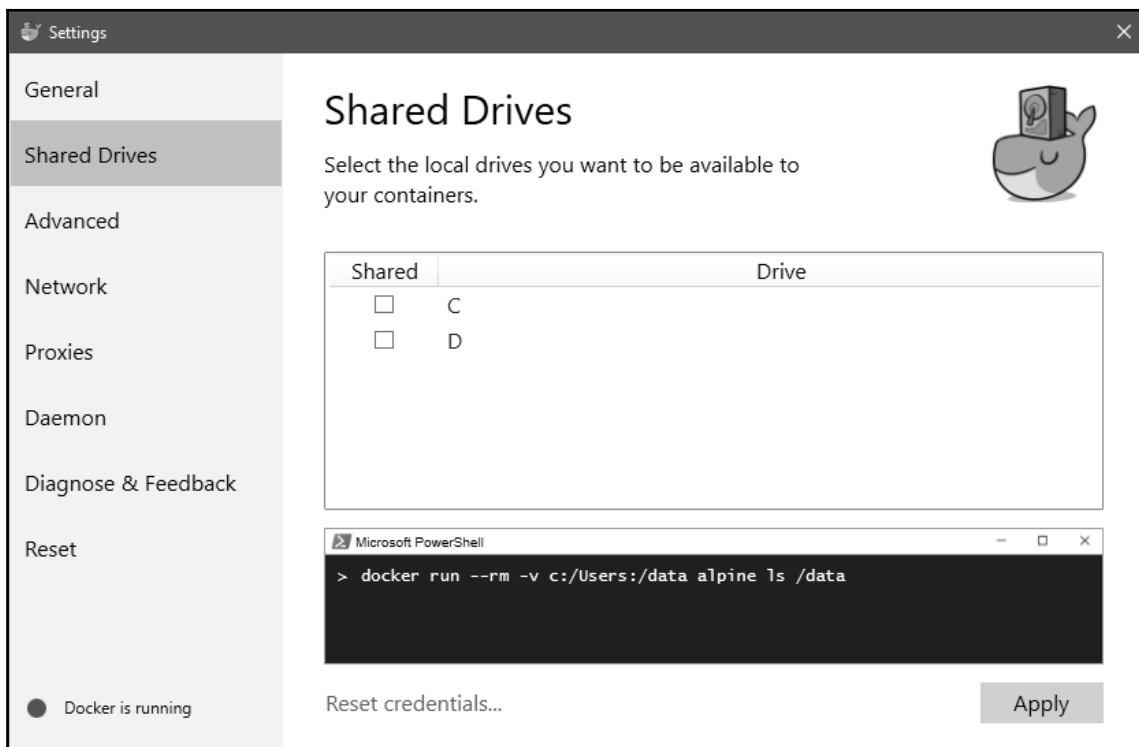 Settings
General
Shared Drives
Advanced
Network
Proxies
Daemon
Diagnose & Feedback
Reset
Docker is running
Shared Drives
Select the local drives you want to be available to
your containers.
Shared Drive
C
D
Microsoft PowerShell
> docker run --rm -v c:/Users:/data alpine ls /data
Reset credentials...
Apply